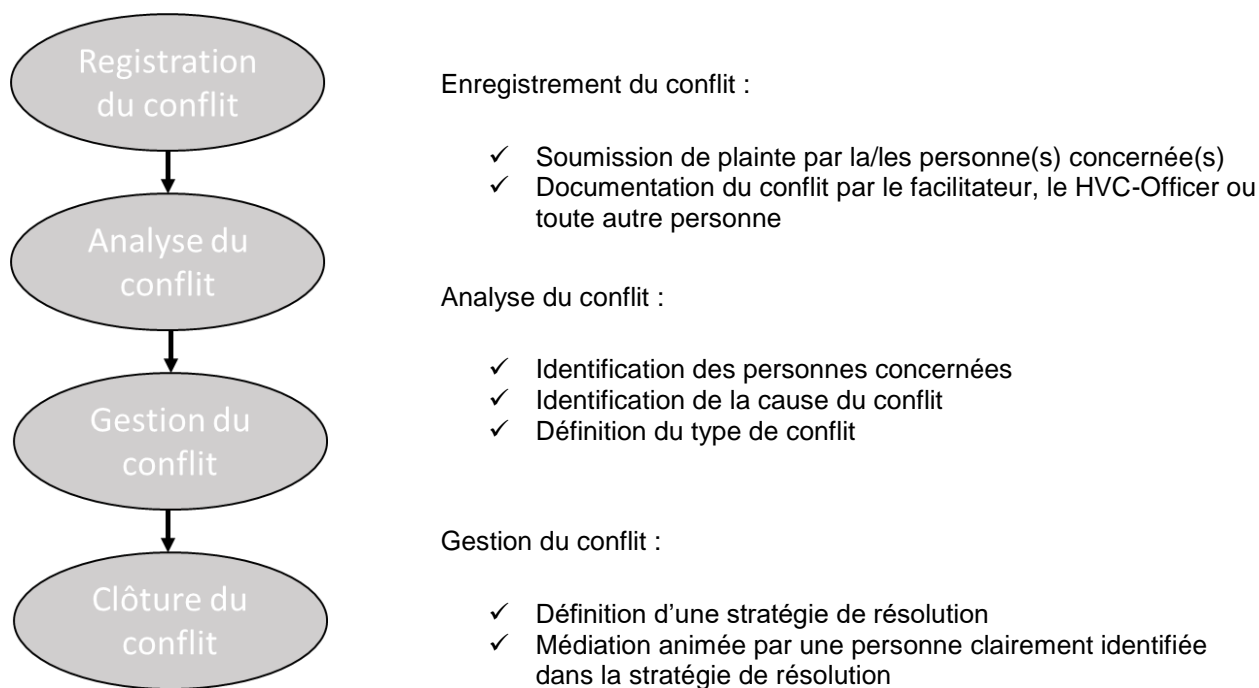 Registration
du conflit
Analyse du
conflit
Gestion du
conflit
Clôture du
conflit
Enregistrement du conflit :
✓ Soumission de plainte par la/les personne(s) concernée(s)
✓ Documentation du conflit par le facilitateur, le HVC-Officer ou
toute autre personne
Analyse du conflit :
✓ Identification des personnes concernées
✓ Identification de la cause du conflit
✓ Définition du type de conflit
Gestion du conflit :
✓ Définition d'une stratégie de résolution
✓ Médiation animée par une personne clairement identifiée
dans la stratégie de résolution